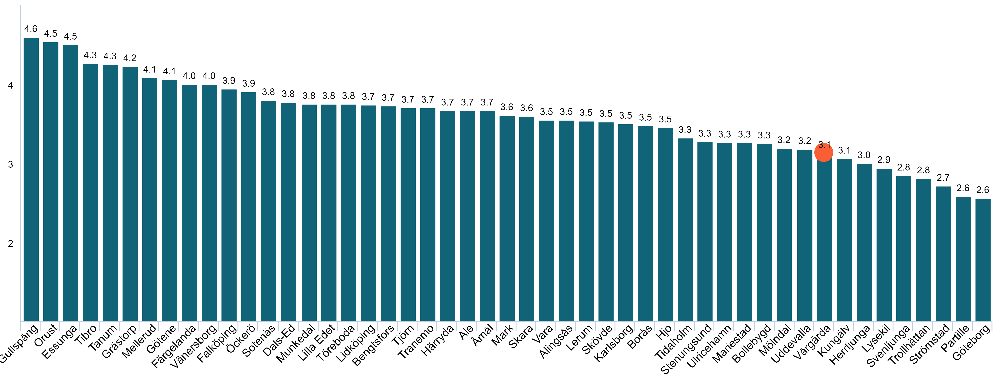 4.6 4.5 4.5 4.3 4.3 4.2 4.1 4.1 4.0 4.0 3.9 3.9 3.8 3.8 3.8 3.8 3.8 3.7 3.7 3.7 3.7 3.7 3.7 3.7 3.6 3.6 3.5 3.5 3.5 3.5 3.5 3.5 3.5 3.3 3.3 3.3 3.3 3.3 3.2 3.2 3.1 3.1 3.0 2.9 2.8 2.8 2.7 2.6 2.6
4
3
2
Gullspång
Orust
Essunga
Tibro
Tanum
Grästorp
Mellerud
Götene
Färgelanda
Vänersborg
Falköping
Öckerö
Sotenäs
Dals-Ed
Munkedal
Lilla Edet
Töreboda
Lidköping
Bengtsfors
Tjörn
Tranemo
Härryda
Ale
Åmål
Mark
Skara
Vara
Alingsås
Lerum
Skövde
Karlsborg
Borås
Hjo
Tidaholm
Stenungsund
Ulricehamn
Mariestad
Bollebygd
Mölndal
Uddevalla
Vårgårda
Kungälv
Herrljunga
Lysekil
Svenljunga
Trollhättan
Strömstad
Partille
Göteborg